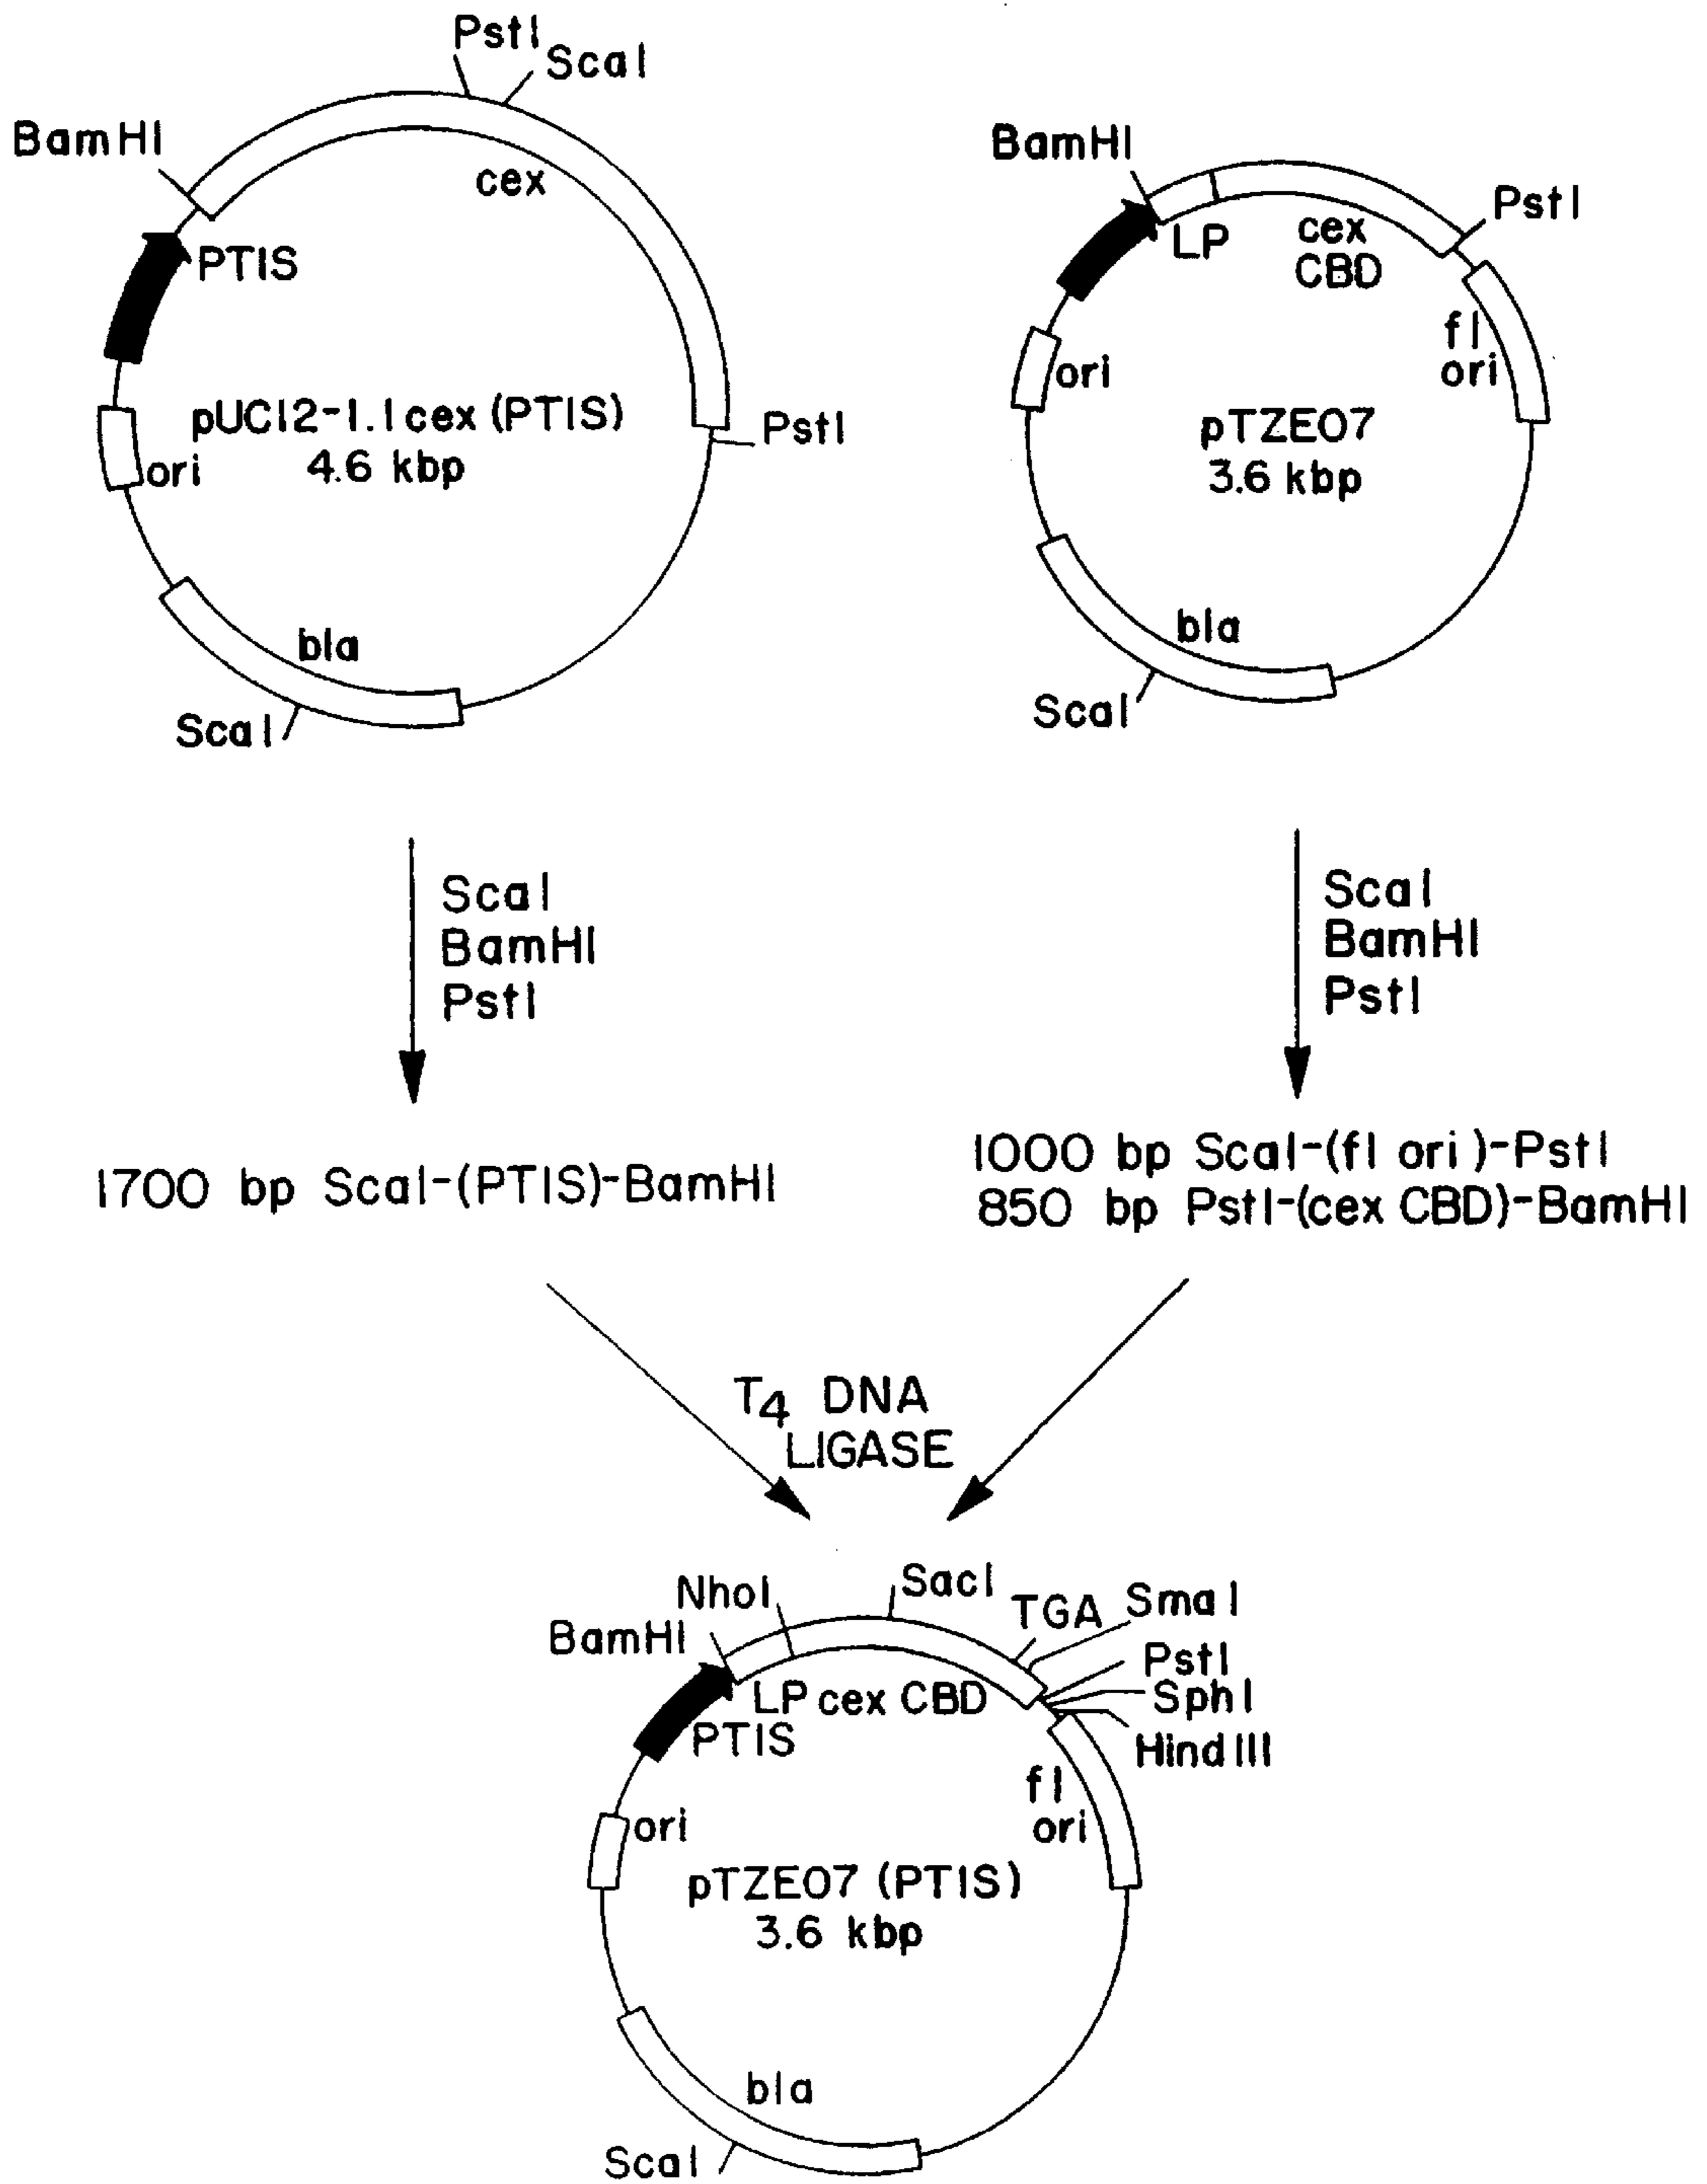 PstI
ScaI
BamHI
cex
PTIS
pUC12-1.1cex (PTIS)
4.6 kbp
PstI
ori
bla
ScaI
BamHI
PstI
LP
cex
CBD
f1
ori
ori
pTZE07
3.6 kbp
bla
ScaI
ScaI
BamHI
PstI
ScaI
BamHI
PstI
1700 bp ScaI-(PTIS)-BamHI
1000 bp ScaI-(f1 ori)-PstI
850 bp PstI-(cex CBD)-BamHI
T4 DNA
LIGASE
NhoI
SacI
TGA
SmaI
BamHI
PstI
SphI
HindIII
LP cex CBD
PTIS
f1
ori
ori
pTZE07 (PTIS)
3.6 kbp
bla
ScaI